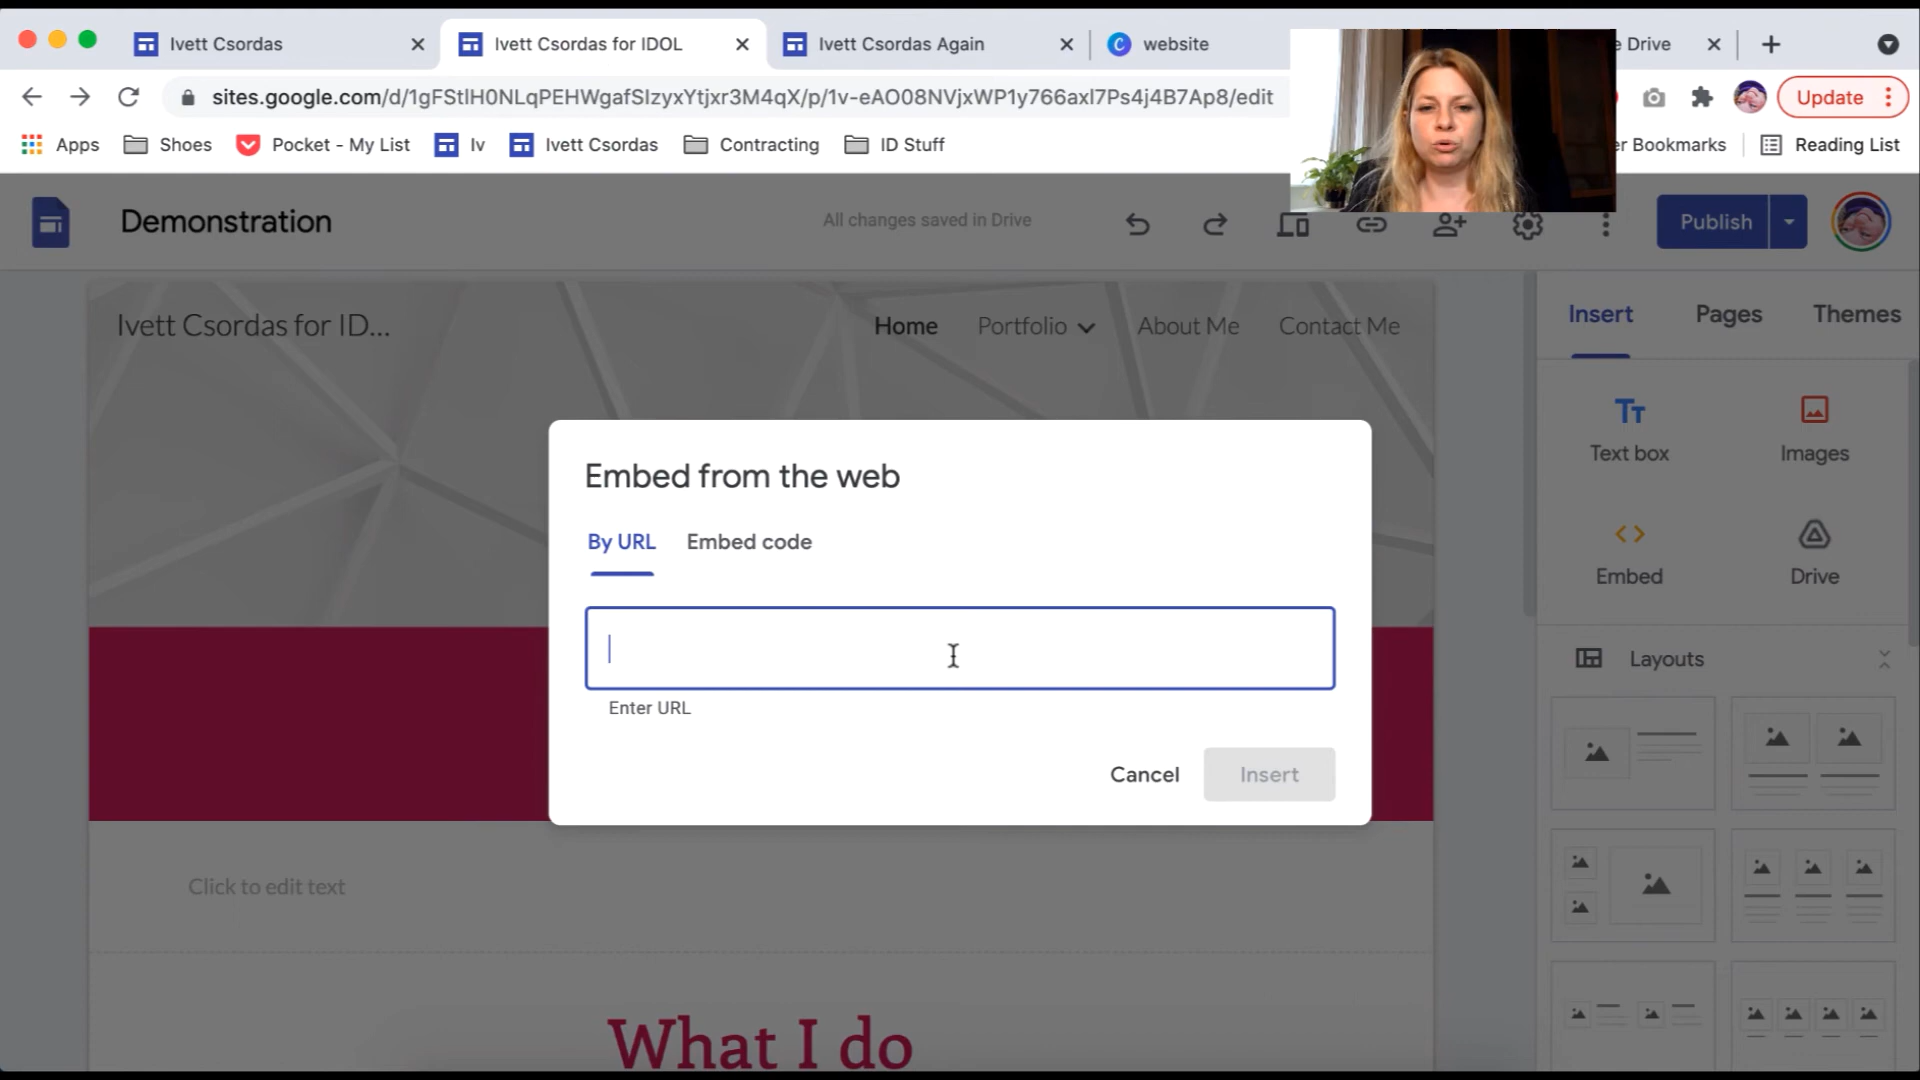 Ivett Csordas
Ivett Csordas for IDOL
Ivett Csordas Again
website
e Drive
sites.google.com/d/1gFStlH0NLqPEHWgafSIzyxYtjxr3M4qX/p/1v-eAO08NVjxWP1y766axl7Ps4j4B7Ap8/edit
Update
Apps
Shoes
Pocket - My List
Iv
Ivett Csordas
Contracting
ID Stuff
er Bookmarks
Reading List
Demonstration
All changes saved in Drive
Publish
Ivett Csordas for ID...
Home
Portfolio
About Me
Contact Me
Insert
Pages
Themes
Text box
Images
Embed
Drive
Layouts
Embed from the web
By URL
Embed code
Enter URL
Cancel
Insert
Click to edit text
What I do